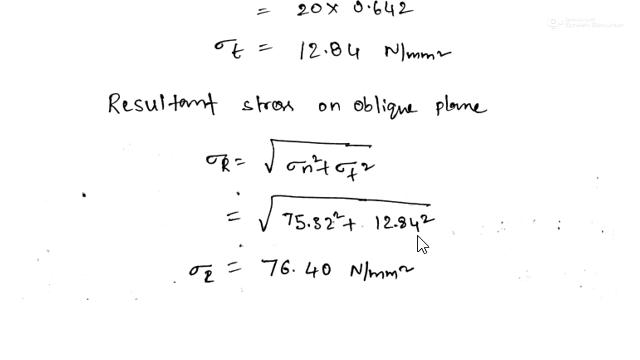 = 20 × 0.642
σt = 12.84 N/mm²
Resultant stress on oblique plane
σR = √(σn² + σt²)
= √(75.32² + 12.84²)
σR = 76.40 N/mm²